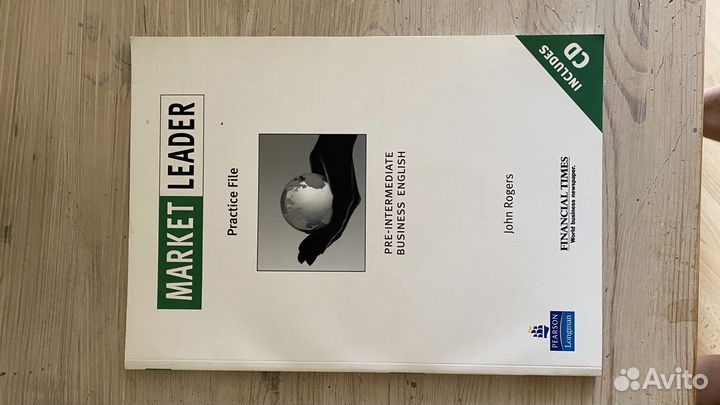 INCLUDES
CD
MARKET LEADER
Practice File
PRE-INTERMEDIATE
BUSINESS ENGLISH
John Rogers
FINANCIAL TIMES
World business newspaper.
PEARSON
Longman
Avito